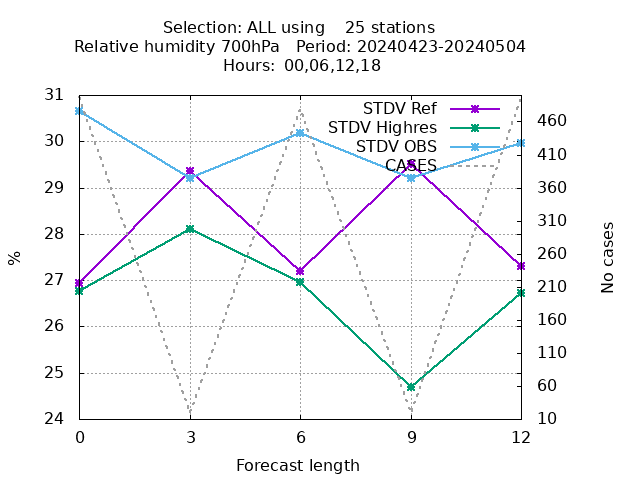 Selection: ALL using    25 stations
Relative humidity 700hPa   Period: 20240423-20240504
Hours: 00,06,12,18
STDV Ref
STDV Highres
STDV OBS
CASES
31
30
29
28
27
26
25
24
%
460
410
360
310
260
210
160
110
60
10
No cases
0 3 6 9 12
Forecast length